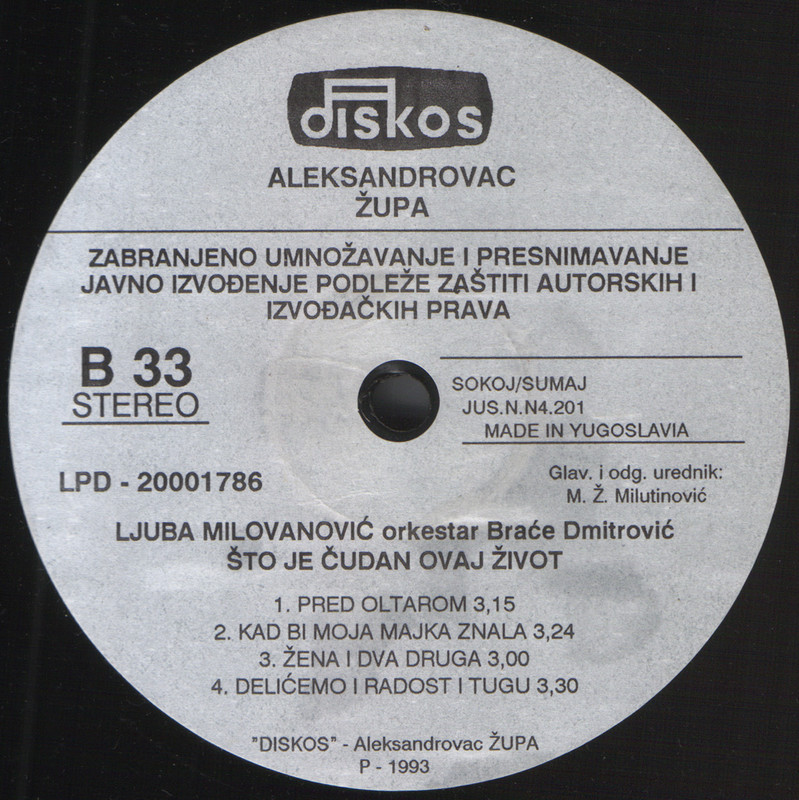 diskos
ALEKSANDROVAC
ŽUPA
ZABRANJENO UMNOŽAVANJE I PRESNIMAVANJE
JAVNO IZVOĐENJE PODLEŽE ZAŠTITI AUTORSKIH I
IZVOĐAČKIH PRAVA
B 33
STEREO
SOKOJ/SUMAJ
JUS.N.N4.201
MADE IN YUGOSLAVIA
LPD - 20001786
Glav. i odg. urednik:
M. Ž. Milutinović
LJUBA MILOVANOVIĆ orkestar Braće Dmitrović
ŠTO JE ČUDAN OVAJ ŽIVOT
1. PRED OLTAROM 3,15
2. KAD BI MOJA MAJKA ZNALA 3,24
3. ŽENA I DVA DRUGA 3,00
4. DELIĆEMO I RADOST I TUGU 3,30
"DISKOS" - Aleksandrovac ŽUPA
P - 1993